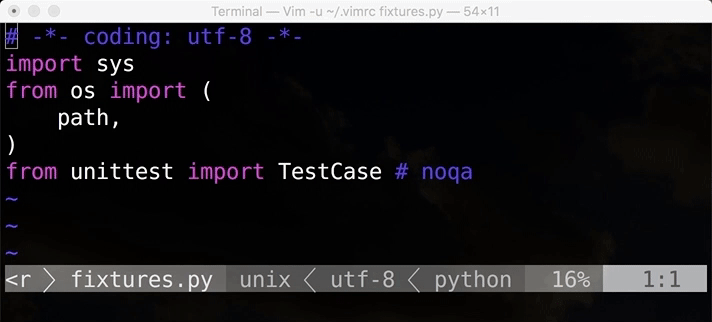 Terminal — Vim -u ~/.vimrc fixtures.py — 54×11
# -*- coding: utf-8 -*-
import sys
from os import (
    path,
)
from unittest import TestCase # noqa
~
~
~
<r > fixtures.py unix < utf-8 < python 16% 1:1